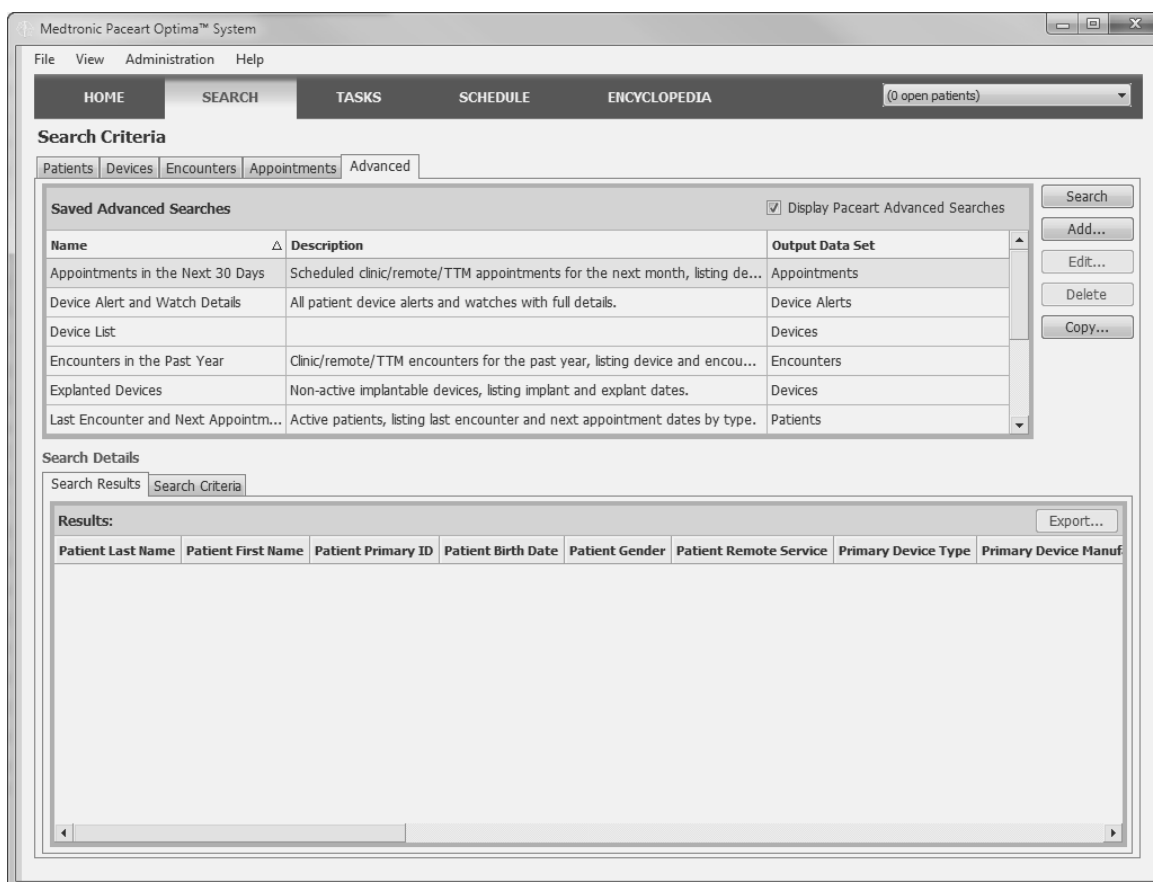 Medtronic Paceart Optima™ System
File View Administration Help
HOME SEARCH TASKS SCHEDULE ENCYCLOPEDIA (0 open patients)
Search Criteria
Patients Devices Encounters Appointments Advanced
Saved Advanced Searches Display Paceart Advanced Searches Search
Add...
Name Description Output Data Set
Edit...
Appointments in the Next 30 Days Scheduled clinic/remote/TTM appointments for the next month, listing de... Appointments
Device Alert and Watch Details All patient device alerts and watches with full details. Device Alerts Delete
Device List Devices Copy...
Encounters in the Past Year Clinic/remote/TTM encounters for the past year, listing device and encou... Encounters
Explanted Devices Non-active implantable devices, listing implant and explant dates. Devices
Last Encounter and Next Appointm... Active patients, listing last encounter and next appointment dates by type. Patients
Search Details
Search Results Search Criteria
Results: Export...
Patient Last Name Patient First Name Patient Primary ID Patient Birth Date Patient Gender Patient Remote Service Primary Device Type Primary Device Manuf